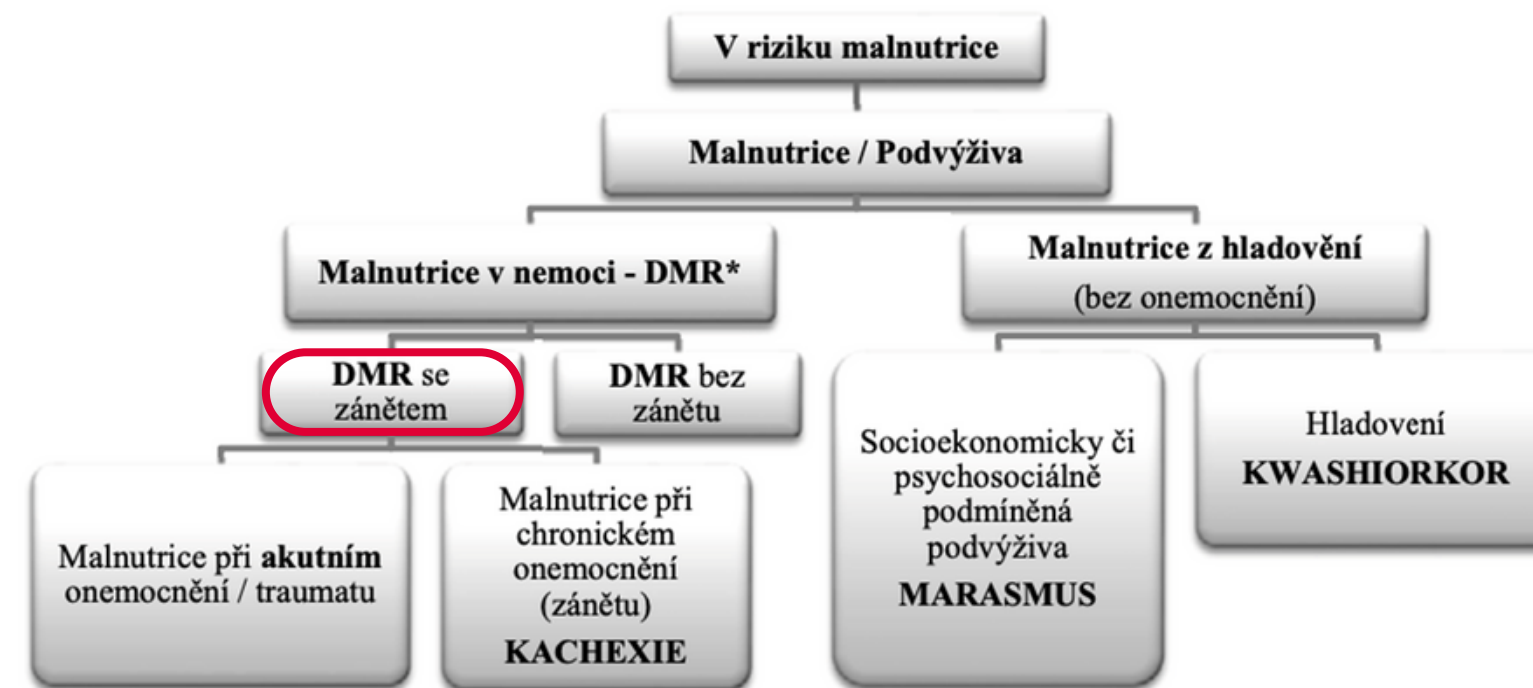 V riziku malnutrice
Malnutrice / Podvýživa
Malnutrice v nemoci - DMR*
Malnutrice z hladovění
(bez onemocnění)
DMR se
zánětem
DMR bez
zánětu
Malnutrice při akutním
onemocnění / traumatu
Malnutrice při
chronickém
onemocnění
(zánětu)
KACHEXIE
Socioekonomicky či
psychosociálně
podmíněná
podvýživa
MARASMUS
Hladovení
KWASHIORKOR